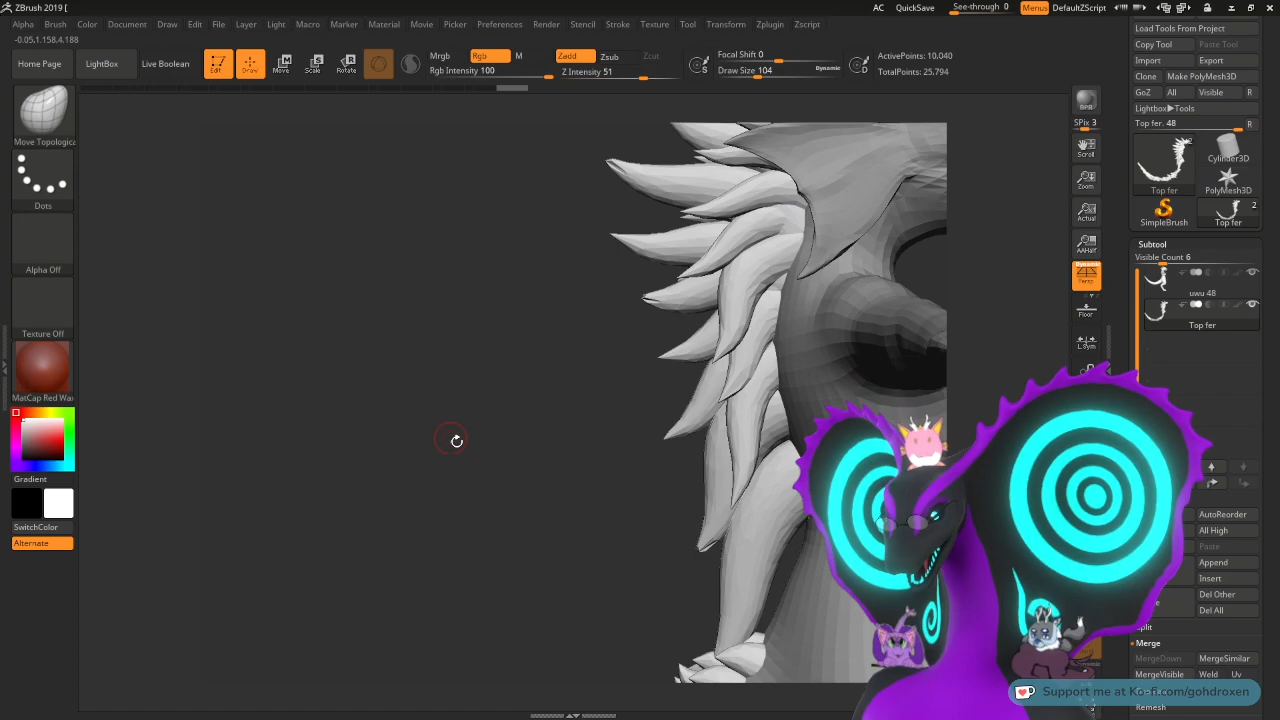 ZBrush 2019 [
AC QuickSave See-through 0 Menus DefaultZScript
Alpha Brush Color Document Draw Edit File Layer Light Macro Marker Material Movie Picker Preferences Render Stencil Stroke Texture Tool Transform Zplugin Zscript
-0.05,1.158,4.188
Home Page LightBox Live Boolean Edit Draw Move Scale Rotate
Mrgb Rgb M Zadd Zsub Zcut
Rgb Intensity 100 Z Intensity 51
Focal Shift 0
Draw Size 104 Dynamic
ActivePoints: 10,040
TotalPoints: 25,794
Move Topologica
Dots
Alpha Off
Texture Off
MatCap Red Wax
Gradient
SwitchColor
Alternate
BPR
SPix 3
Scroll
Zoom
Actual
AAHalf
Dynamic
Persp
Floor
L.Sym
Load Tools From Project
Copy Tool Paste Tool
Import Export
Clone Make PolyMesh3D
GoZ All Visible R
Lightbox▶Tools
Top fer. 48 R
2
Cylinder3D
Top fer PolyMesh3D
2
SimpleBrush Top fer
Subtool
Visible Count 6
uwu 48
Top fer
AutoReorder
All High
Paste
Append
Insert
Del Other
Del All
Split
Merge
MergeDown MergeSimilar
MergeVisible Weld Uv
Support me at Ko-fi.com/gohdroxen
Remesh